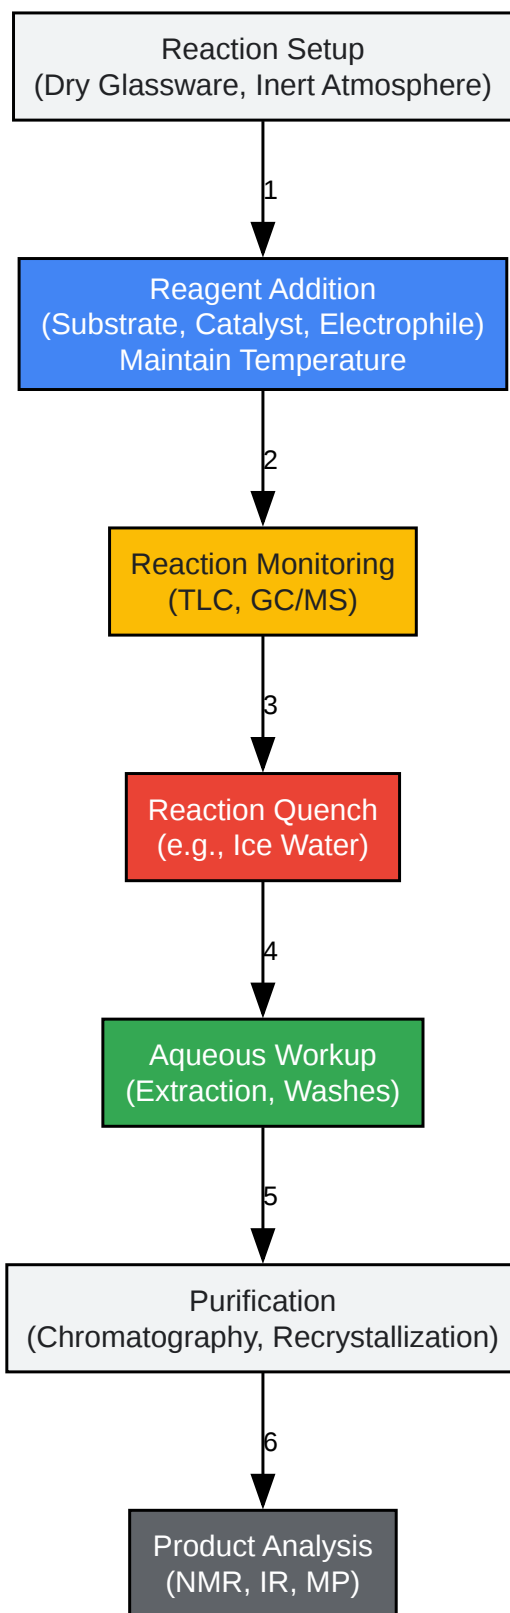 Reaction Setup
(Dry Glassware, Inert Atmosphere)
1
Reagent Addition
(Substrate, Catalyst, Electrophile)
Maintain Temperature
2
Reaction Monitoring
(TLC, GC/MS)
3
Reaction Quench
(e.g., Ice Water)
4
Aqueous Workup
(Extraction, Washes)
5
Purification
(Chromatography, Recrystallization)
6
Product Analysis
(NMR, IR, MP)